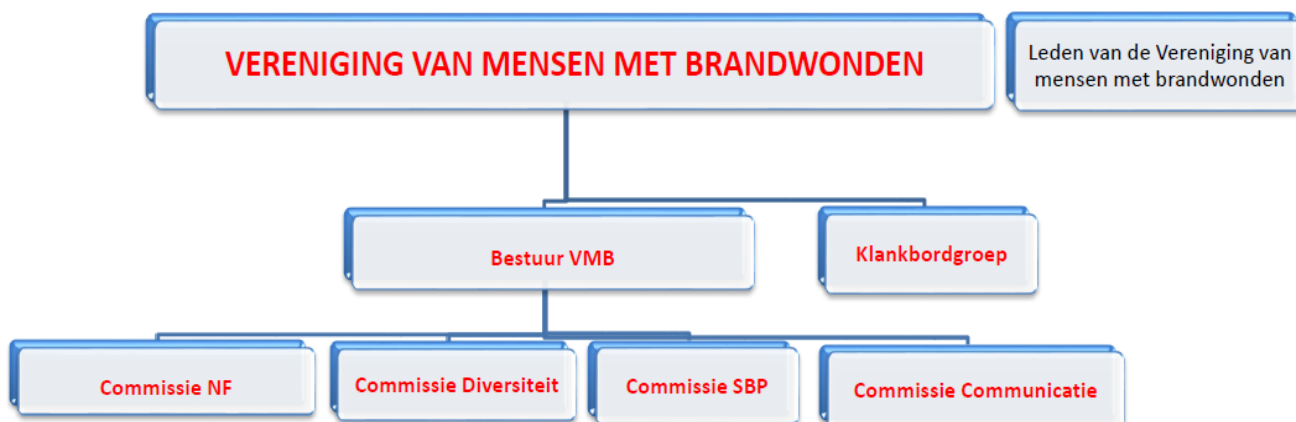 VERENIGING VAN MENSEN MET BRANDWONDEN
Leden van de Vereniging van
mensen met brandwonden
Bestuur VMB
Klankbordgroep
Commissie NF
Commissie Diversiteit
Commissie SBP
Commissie Communicatie